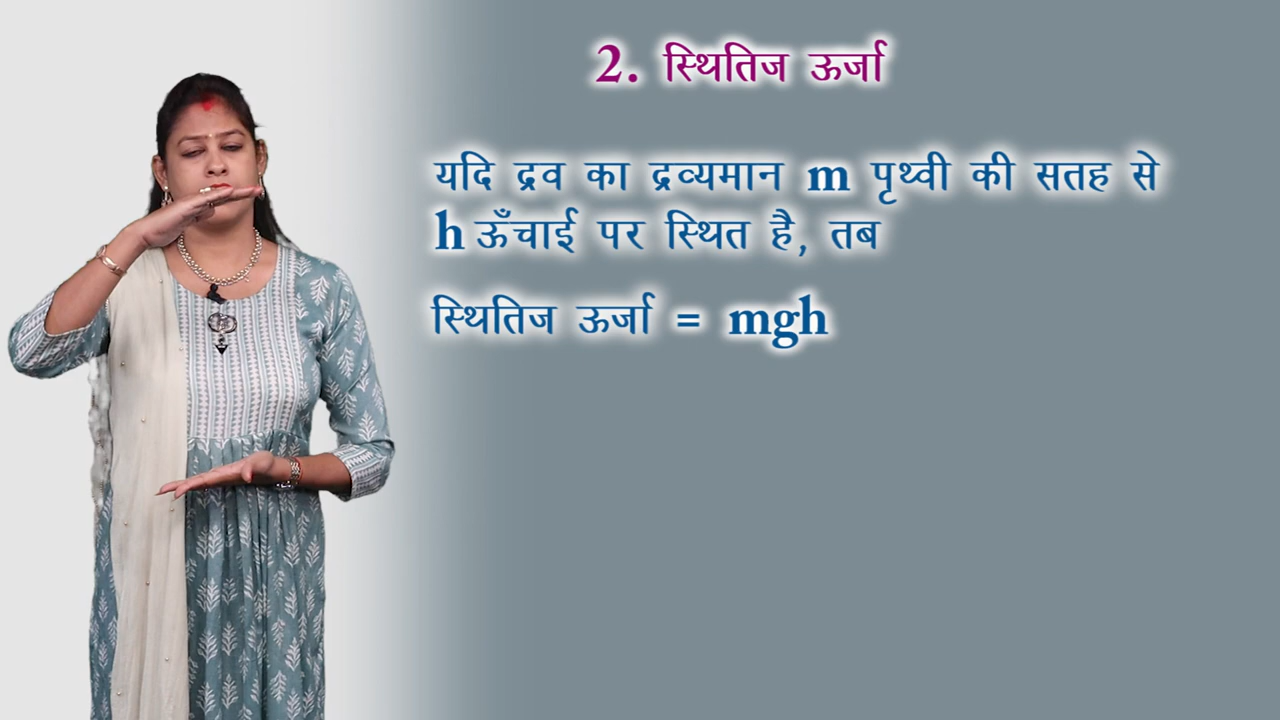 2. स्थितिज ऊर्जा
यदि द्रव का द्रव्यमान m पृथ्वी की सतह से
h ऊँचाई पर स्थित है, तब
स्थितिज ऊर्जा = mgh